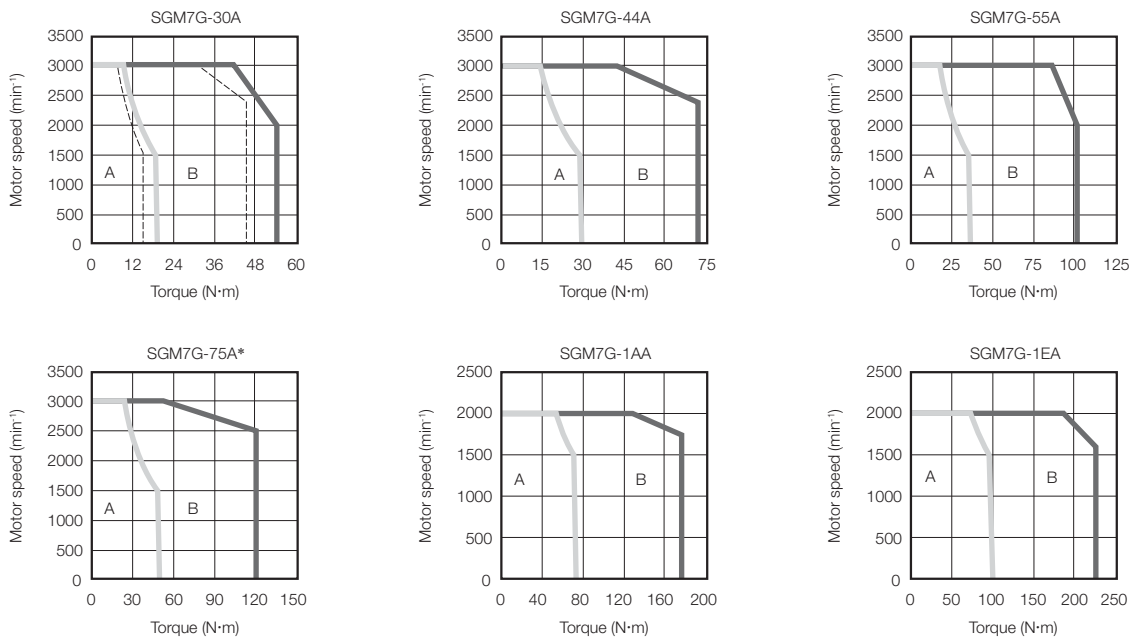 SGM7G-30A
3500
3000
2500
2000
1500
1000
500
0
0 12 24 36 48 60
Motor speed (min⁻¹)
Torque (N·m)
A B
SGM7G-44A
3500
3000
2500
2000
1500
1000
500
0
0 15 30 45 60 75
Motor speed (min⁻¹)
Torque (N·m)
A B
SGM7G-55A
3500
3000
2500
2000
1500
1000
500
0
0 25 50 75 100 125
Motor speed (min⁻¹)
Torque (N·m)
A B
SGM7G-75A*
3500
3000
2500
2000
1500
1000
500
0
0 30 60 90 120 150
Motor speed (min⁻¹)
Torque (N·m)
A B
SGM7G-1AA
2500
2000
1500
1000
500
0
0 40 80 120 160 200
Motor speed (min⁻¹)
Torque (N·m)
A B
SGM7G-1EA
2500
2000
1500
1000
500
0
0 50 100 150 200 250
Motor speed (min⁻¹)
Torque (N·m)
A B